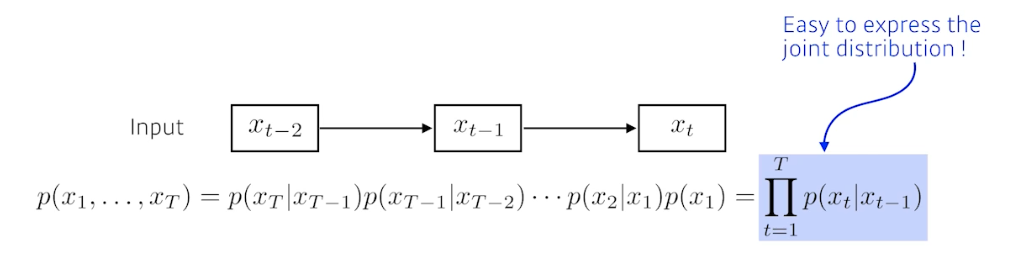 Easy to express the
joint distribution !
Input x_{t-2} x_{t-1} x_t
p(x_1, \ldots, x_T) = p(x_T|x_{T-1})p(x_{T-1}|x_{T-2}) \cdots p(x_2|x_1)p(x_1) = \prod_{t=1}^{T} p(x_t|x_{t-1})